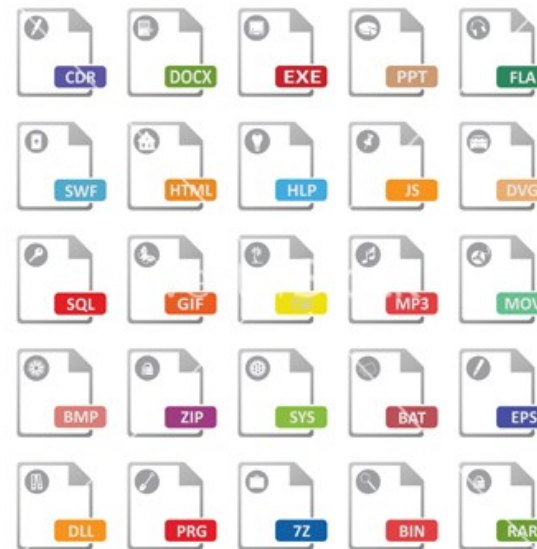 CDR DOCX EXE PPT FLA
SWF HTML HLP JS DVG
SQL GIF MP3 MOV
BMP ZIP SYS BAT EPS
DLL PRG 7Z BIN RAR